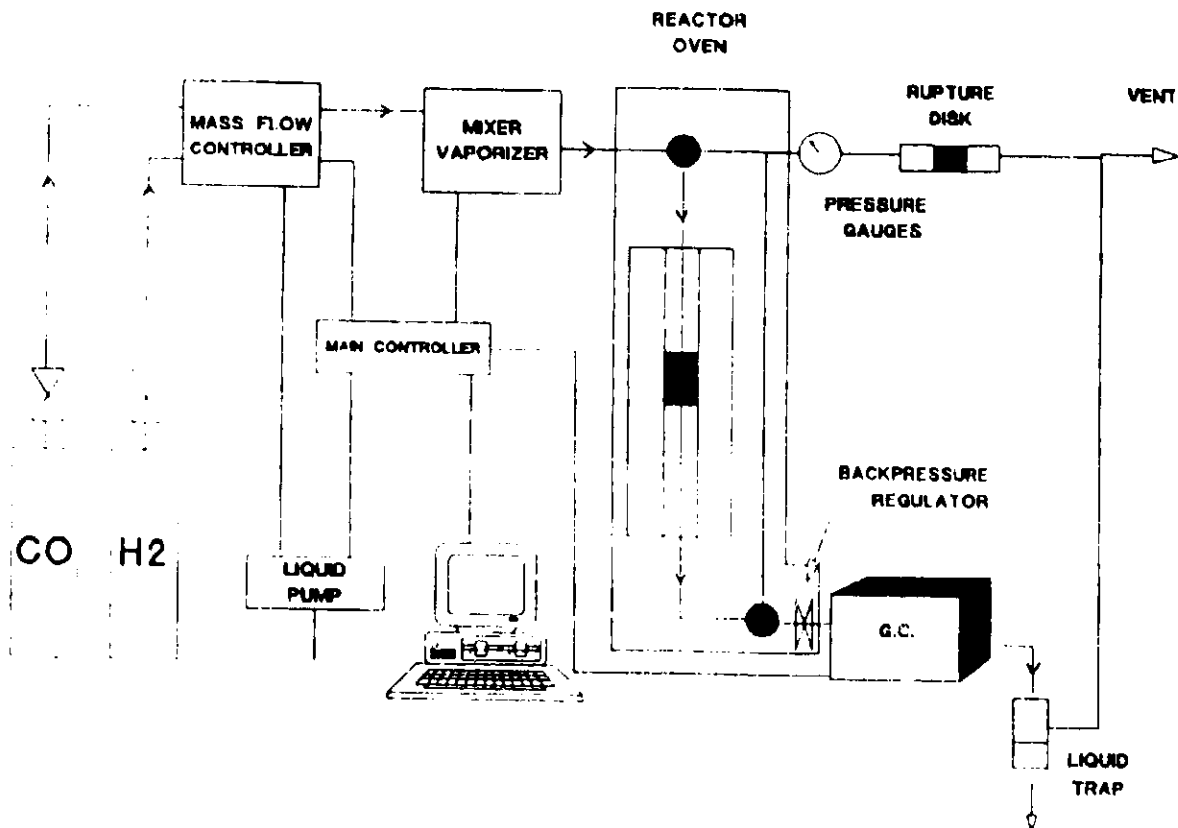 REACTOR
OVEN
RUPTURE
DISK
VENT
MASS FLOW
CONTROLLER
MIXER
VAPORIZER
PRESSURE
GAUGES
MAIN CONTROLLER
BACKPRESSURE
REGULATOR
CO
H2
LIQUID
PUMP
G.C.
LIQUID
TRAP